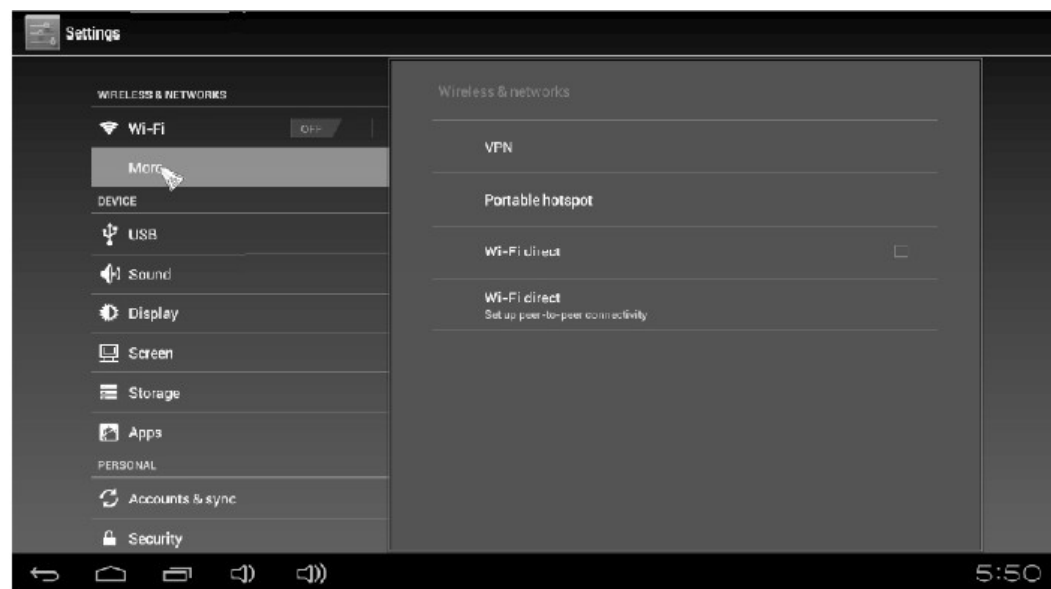 Settings
WIRELESS & NETWORKS
Wi-Fi OFF
More
DEVICE
USB
Sound
Display
Screen
Storage
Apps
PERSONAL
Accounts & sync
Security
Wireless & networks
VPN
Portable hotspot
Wi-Fi direct
Wi-Fi direct
Set up peer-to-peer connectivity
5:50